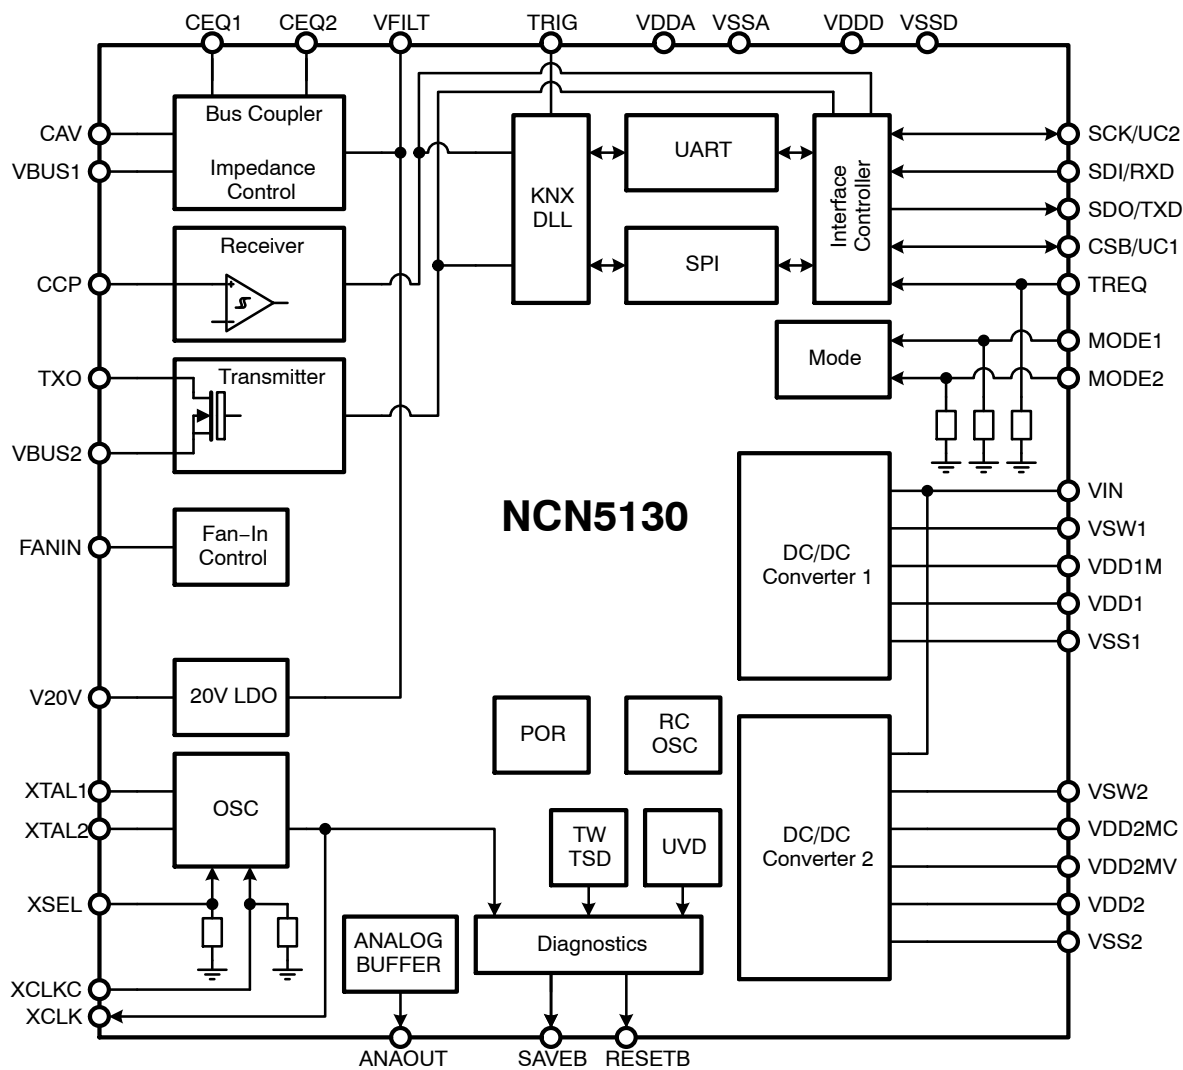 CEQ1
CEQ2
VFILT
TRIG
VDDA
VSSA
VDDD
VSSD
CAV
VBUS1
CCP
TXO
VBUS2
FANIN
V20V
XTAL1
XTAL2
XSEL
XCLKC
XCLK
Bus Coupler
Impedance
Control
Receiver
Transmitter
Fan−In
Control
20V LDO
OSC
KNX
DLL
UART
SPI
Interface
Controller
Mode
NCN5130
DC/DC
Converter 1
POR
RC
OSC
TW
TSD
UVD
DC/DC
Converter 2
ANALOG
BUFFER
Diagnostics
SCK/UC2
SDI/RXD
SDO/TXD
CSB/UC1
TREQ
MODE1
MODE2
VIN
VSW1
VDD1M
VDD1
VSS1
VSW2
VDD2MC
VDD2MV
VDD2
VSS2
ANAOUT
SAVEB
RESETB